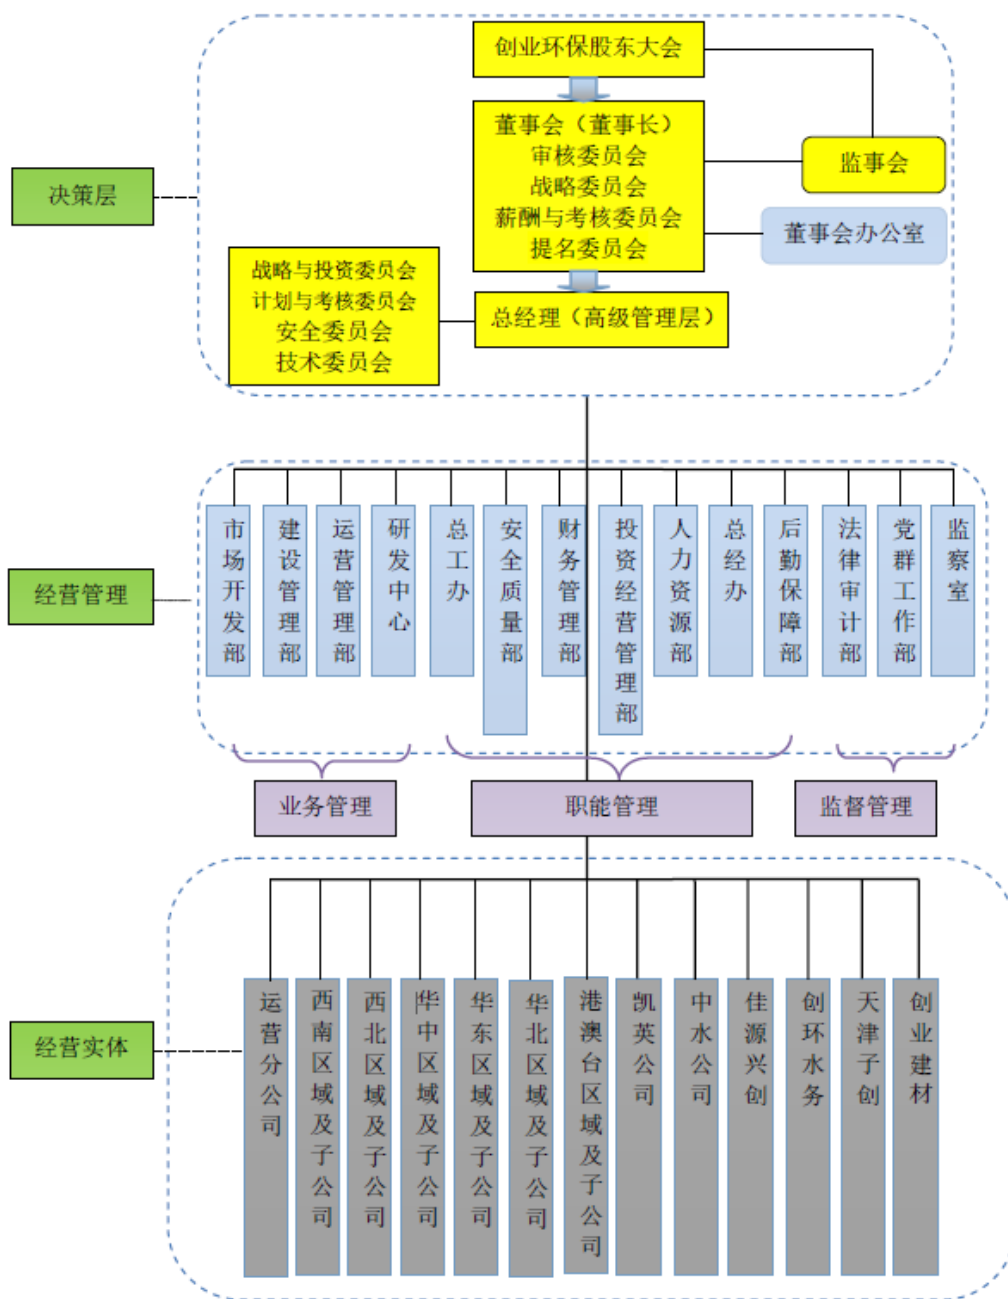 创业环保股东大会
董事会（董事长）
审核委员会
战略委员会
薪酬与考核委员会
提名委员会
监事会
董事会办公室
决策层
战略与投资委员会
计划与考核委员会
安全委员会
技术委员会
总经理（高级管理层）
经营管理
市场开发部
建设管理部
运营管理部
研发中心
总工办
安全质量部
财务管理部
投资经营管理部
人力资源部
总经办
后勤保障部
法律审计部
党群工作部
监察室
业务管理
职能管理
监督管理
经营实体
运营分公司
西南区域及子公司
西北区域及子公司
华中区域及子公司
华东区域及子公司
华北区域及子公司
港澳台区域及子公司
凯英公司
中水公司
佳源兴创
创环水务
天津子创
创业建材